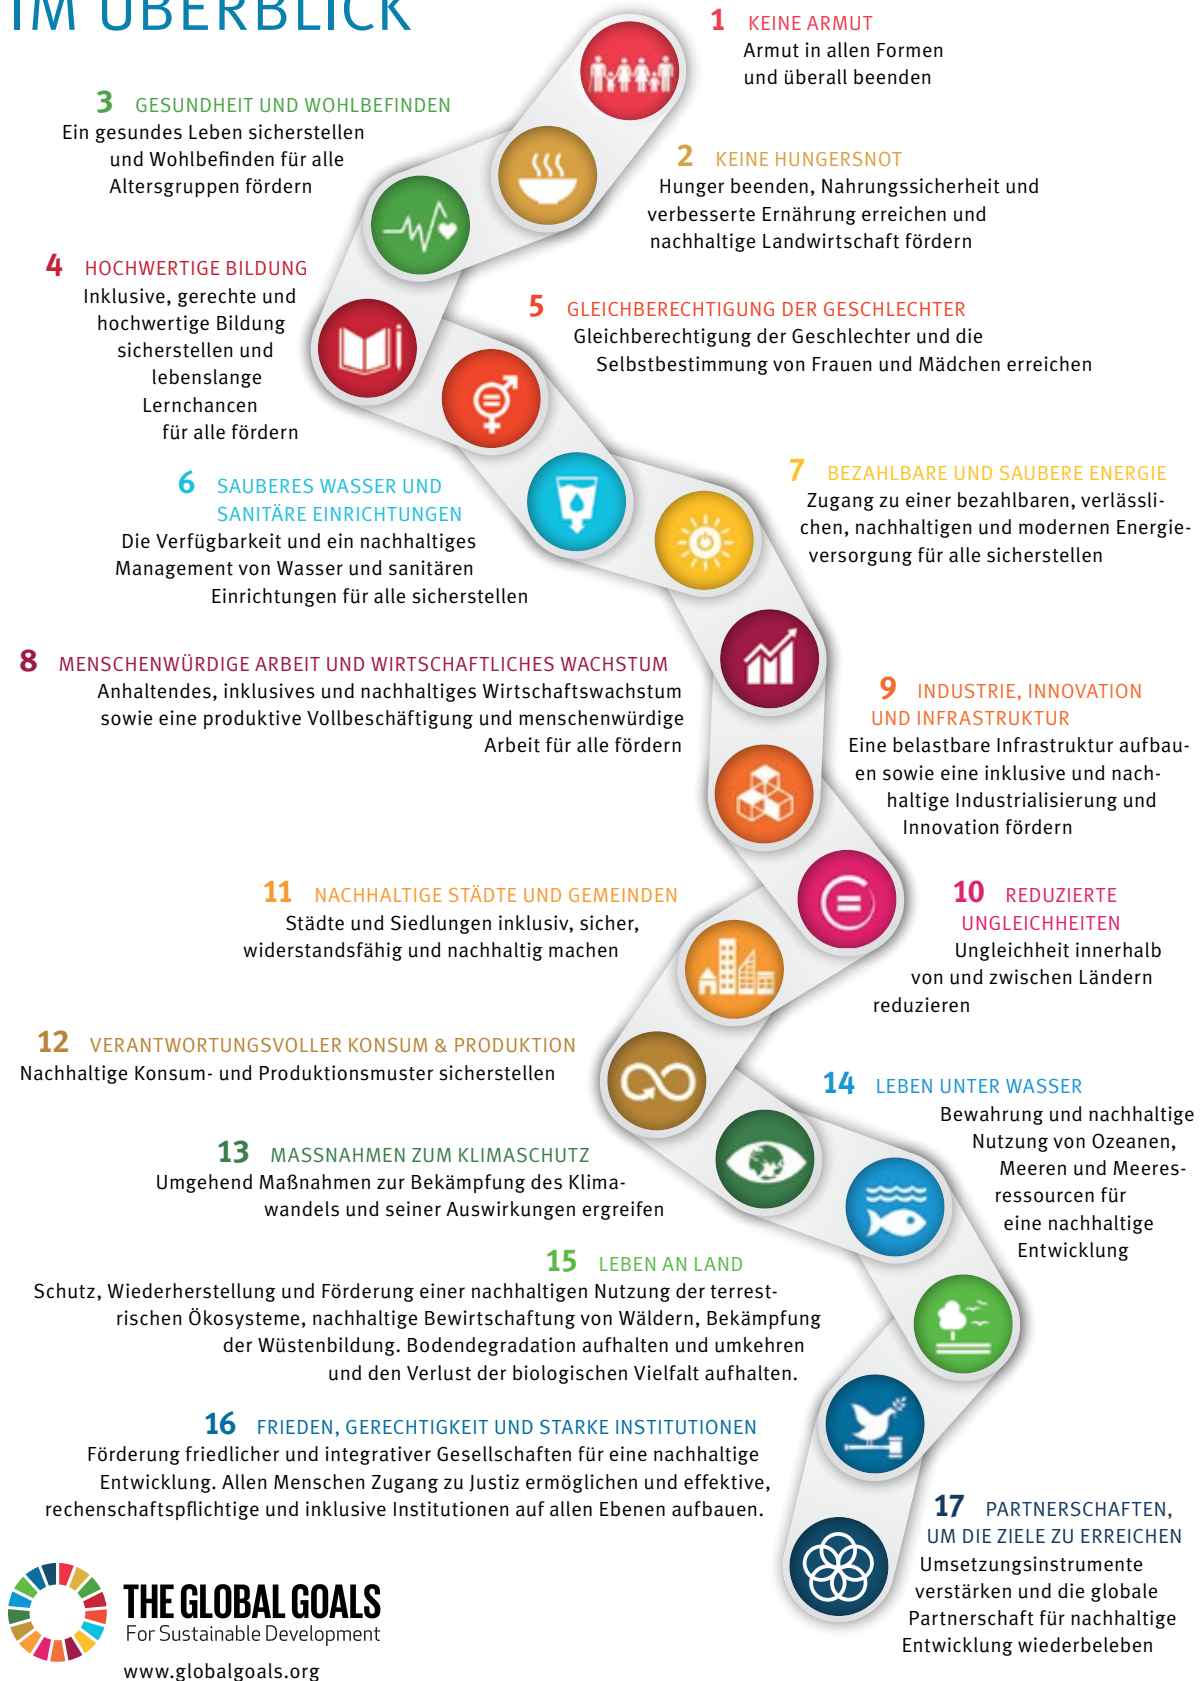 IM ÜBERBLICK
1 KEINE ARMUT
Armut in allen Formen
und überall beenden
2 KEINE HUNGERSNOT
Hunger beenden, Nahrungssicherheit und
verbesserte Ernährung erreichen und
nachhaltige Landwirtschaft fördern
3 GESUNDHEIT UND WOHLBEFINDEN
Ein gesundes Leben sicherstellen
und Wohlbefinden für alle
Altersgruppen fördern
4 HOCHWERTIGE BILDUNG
Inklusive, gerechte und
hochwertige Bildung
sicherstellen und
lebenslange
Lernchancen
für alle fördern
5 GLEICHBERECHTIGUNG DER GESCHLECHTER
Gleichberechtigung der Geschlechter und die
Selbstbestimmung von Frauen und Mädchen erreichen
6 SAUBERES WASSER UND
SANITÄRE EINRICHTUNGEN
Die Verfügbarkeit und ein nachhaltiges
Management von Wasser und sanitären
Einrichtungen für alle sicherstellen
7 BEZAHLBARE UND SAUBERE ENERGIE
Zugang zu einer bezahlbaren, verlässli-
chen, nachhaltigen und modernen Energie-
versorgung für alle sicherstellen
8 MENSCHENWÜRDIGE ARBEIT UND WIRTSCHAFTLICHES WACHSTUM
Anhaltendes, inklusives und nachhaltiges Wirtschaftswachstum
sowie eine produktive Vollbeschäftigung und menschenwürdige
Arbeit für alle fördern
9 INDUSTRIE, INNOVATION
UND INFRASTRUKTUR
Eine belastbare Infrastruktur aufbau-
en sowie eine inklusive und nach-
haltige Industrialisierung und
Innovation fördern
10 REDUZIERTE
UNGLEICHHEITEN
Ungleichheit innerhalb
von und zwischen Ländern
reduzieren
11 NACHHALTIGE STÄDTE UND GEMEINDEN
Städte und Siedlungen inklusiv, sicher,
widerstandsfähig und nachhaltig machen
12 VERANTWORTUNGSVOLLER KONSUM & PRODUKTION
Nachhaltige Konsum- und Produktionsmuster sicherstellen
13 MASSNAHMEN ZUM KLIMASCHUTZ
Umgehend Maßnahmen zur Bekämpfung des Klima-
wandels und seiner Auswirkungen ergreifen
14 LEBEN UNTER WASSER
Bewahrung und nachhaltige
Nutzung von Ozeanen,
Meeren und Meeres-
ressourcen für
eine nachhaltige
Entwicklung
15 LEBEN AN LAND
Schutz, Wiederherstellung und Förderung einer nachhaltigen Nutzung der terrest-
rischen Ökosysteme, nachhaltige Bewirtschaftung von Wäldern, Bekämpfung
der Wüstenbildung. Bodendegradation aufhalten und umkehren
und den Verlust der biologischen Vielfalt aufhalten.
16 FRIEDEN, GERECHTIGKEIT UND STARKE INSTITUTIONEN
Förderung friedlicher und integrativer Gesellschaften für eine nachhaltige
Entwicklung. Allen Menschen Zugang zu Justiz ermöglichen und effektive,
rechenschaftspflichtige und inklusive Institutionen auf allen Ebenen aufbauen.
17 PARTNERSCHAFTEN,
UM DIE ZIELE ZU ERREICHEN
Umsetzungsinstrumente
verstärken und die globale
Partnerschaft für nachhaltige
Entwicklung wiederbeleben
THE GLOBAL GOALS
For Sustainable Development
www.globalgoals.org